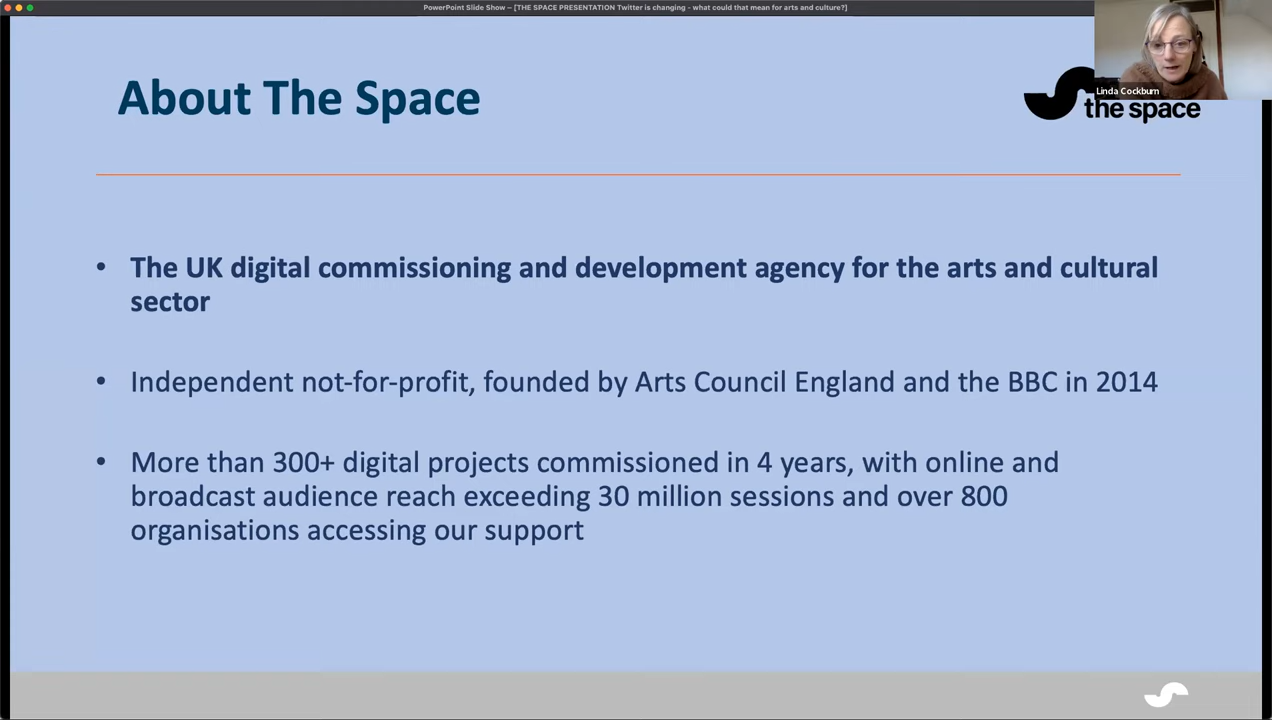 PowerPoint Slide Show – [THE SPACE PRESENTATION Twitter is changing - what could that mean for arts and culture?]
About The Space
Linda Cockburn
the space
• The UK digital commissioning and development agency for the arts and cultural
sector
• Independent not-for-profit, founded by Arts Council England and the BBC in 2014
• More than 300+ digital projects commissioned in 4 years, with online and
broadcast audience reach exceeding 30 million sessions and over 800
organisations accessing our support